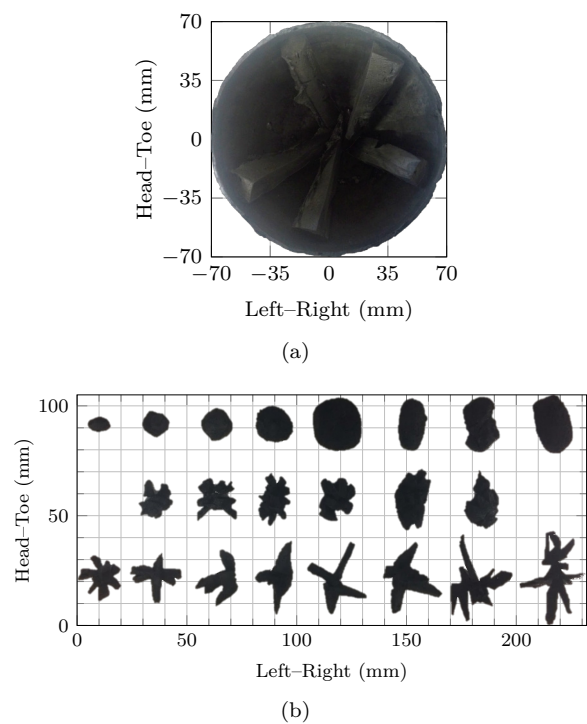 70
35
0
−35
−70
Head–Toe (mm)
−70 −35 0 35 70
Left–Right (mm)
(a)
100
50
0
Head–Toe (mm)
0 50 100 150 200
Left–Right (mm)
(b)